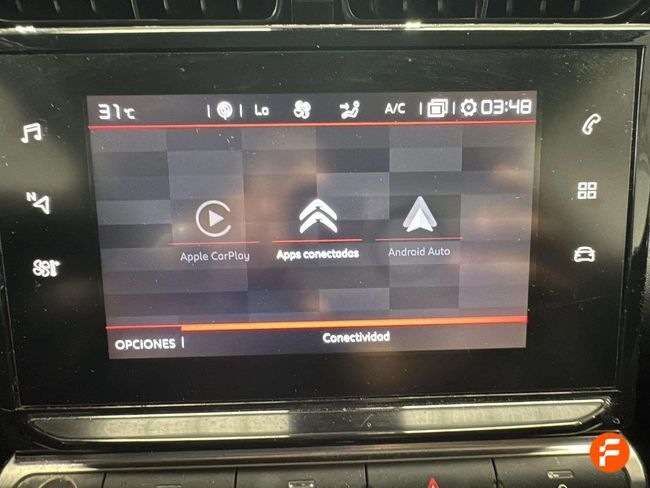 31°C Lo A/C 03:48
N
Apple CarPlay Apps conectadas Android Auto
OPCIONES Conectividad